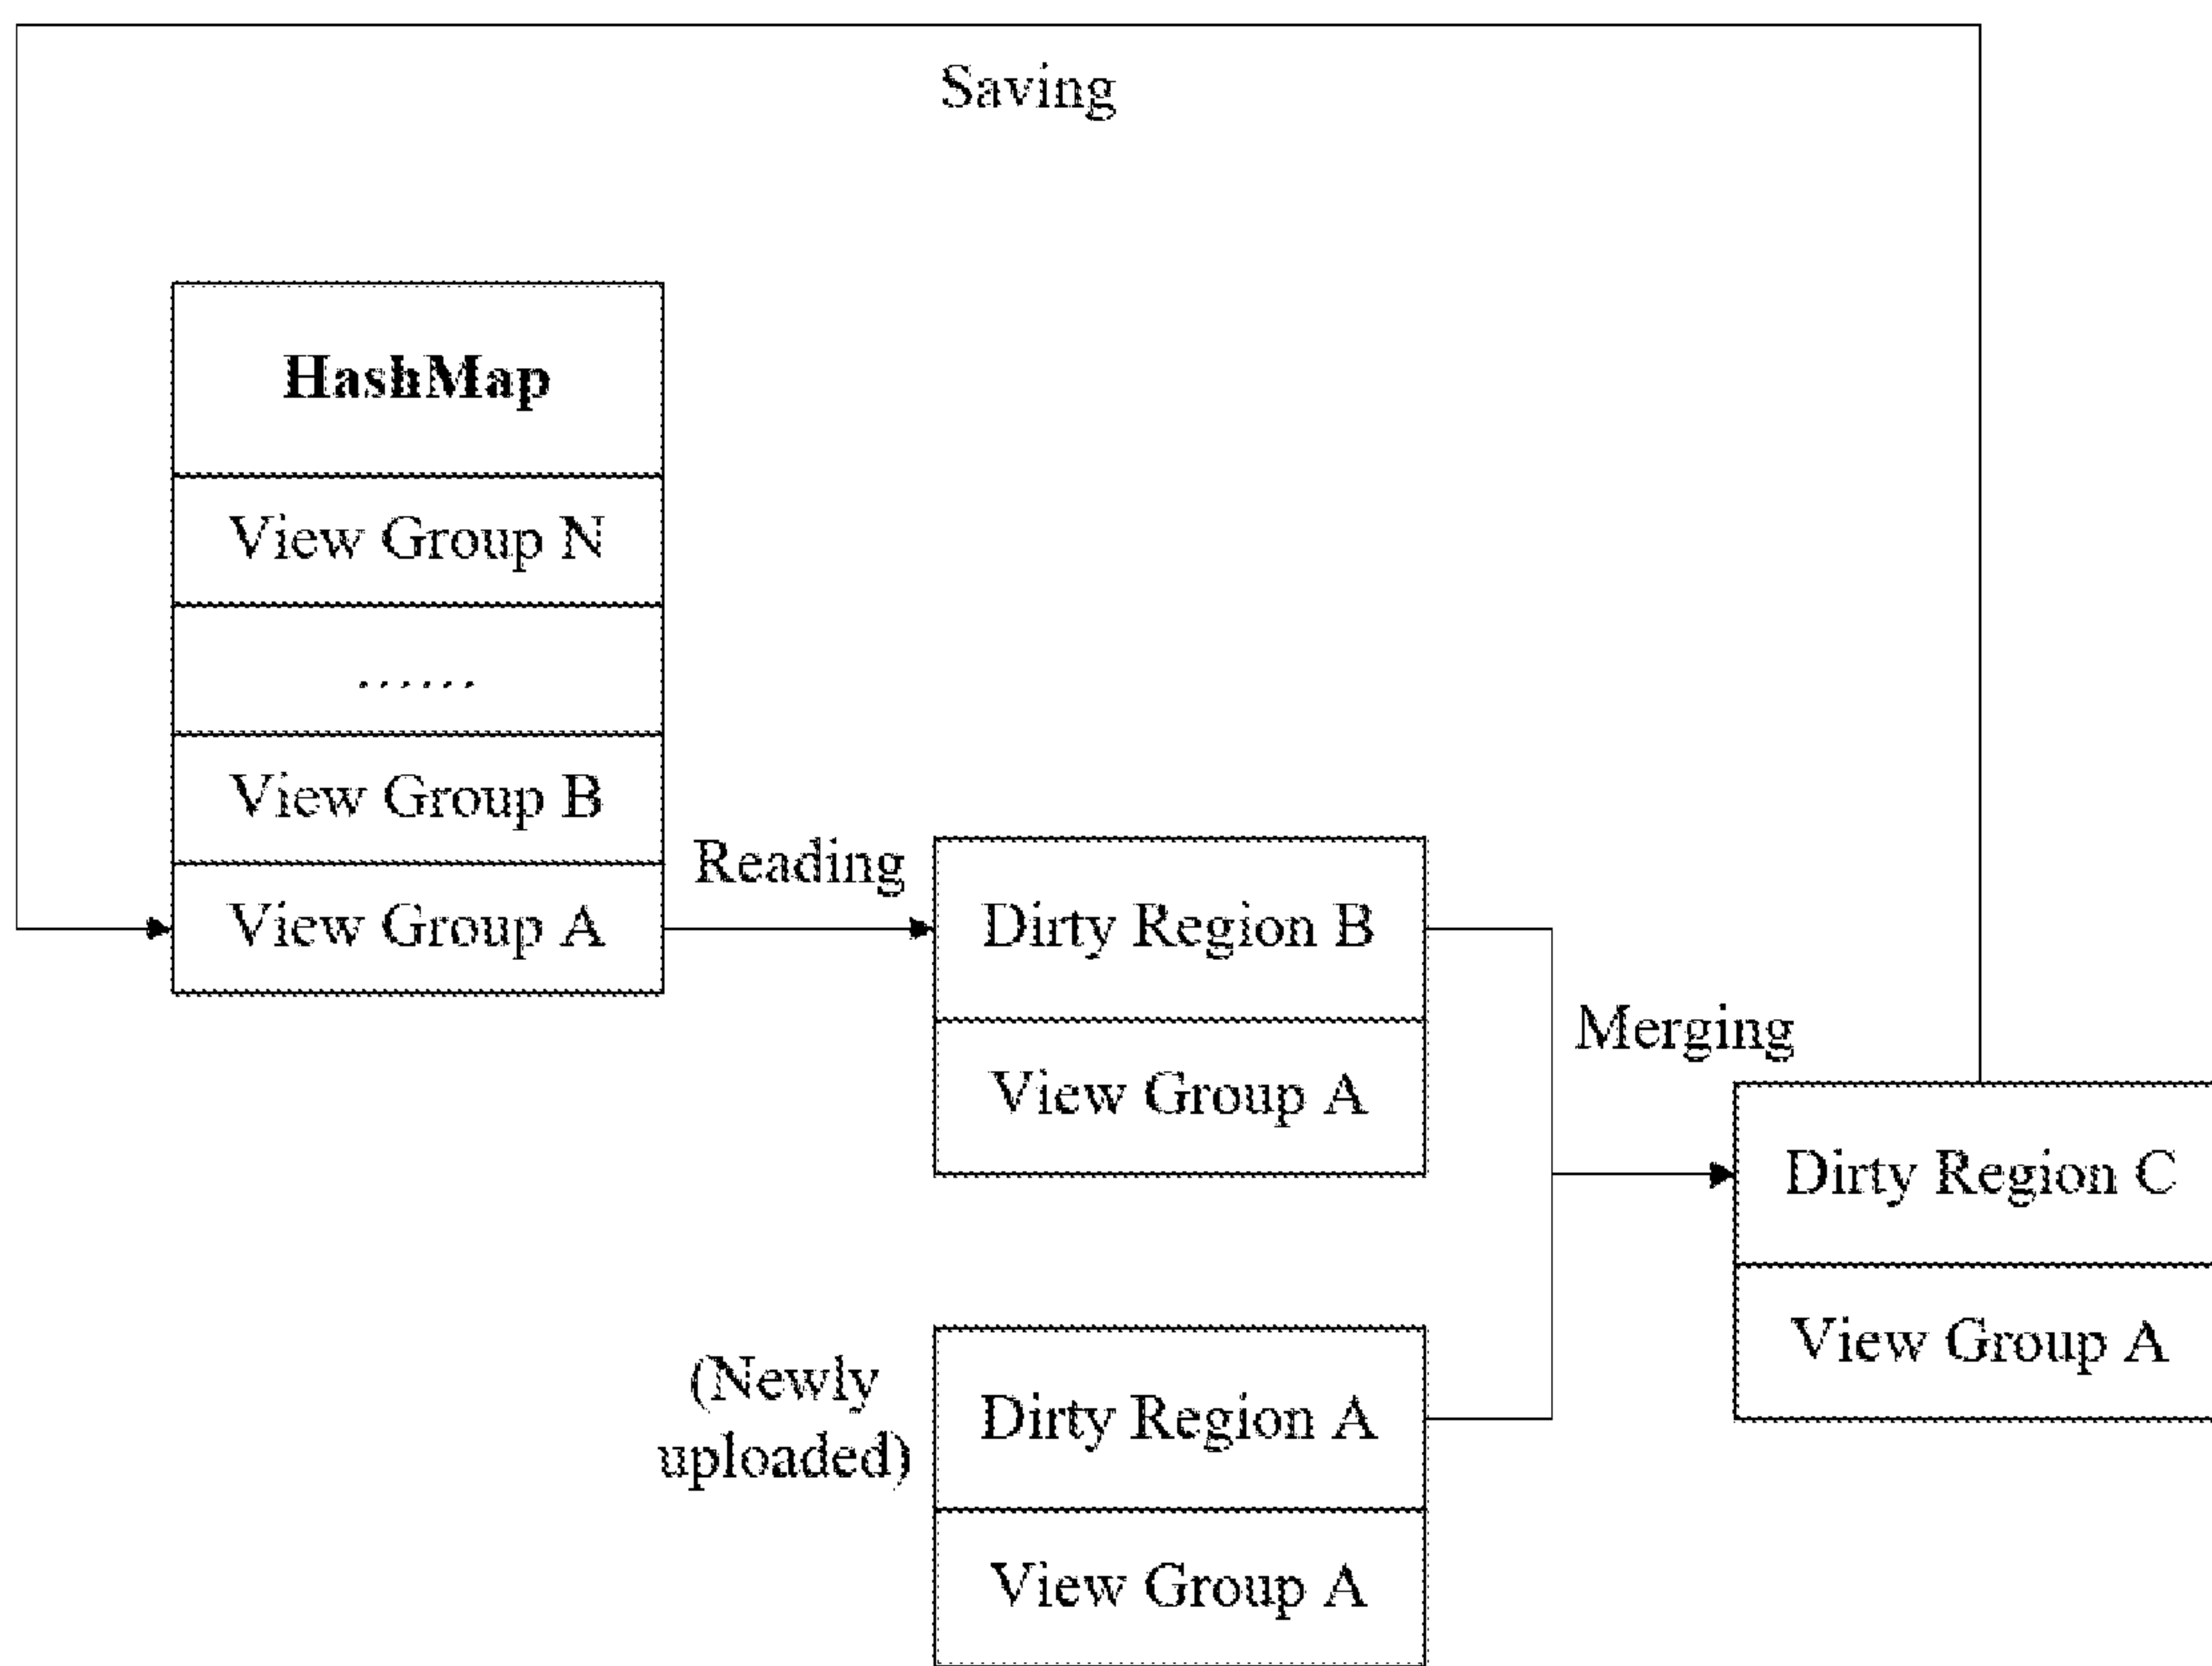 Saving
HashMap
View Group N
......
View Group B
View Group A
Reading
Dirty Region B
View Group A
Merging
Dirty Region C
View Group A
(Newly
uploaded)
Dirty Region A
View Group A